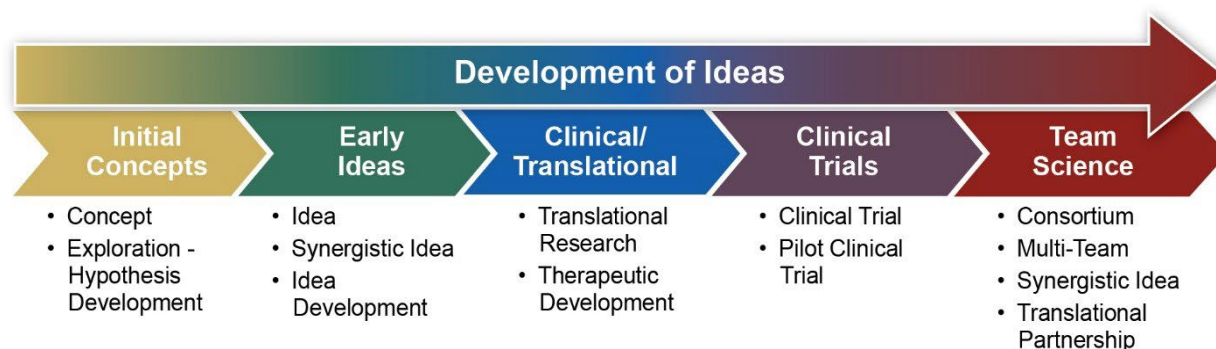 Development of Ideas
Initial
Concepts
• Concept
• Exploration -
Hypothesis
Development
Early
Ideas
• Idea
• Synergistic Idea
• Idea
Development
Clinical/
Translational
• Translational
Research
• Therapeutic
Development
Clinical
Trials
• Clinical Trial
• Pilot Clinical
Trial
Team
Science
• Consortium
• Multi-Team
• Synergistic Idea
• Translational
Partnership